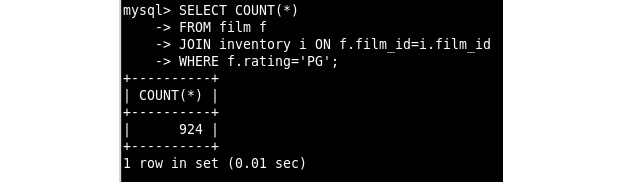 mysql> SELECT COUNT(*)
    -> FROM film f
    -> JOIN inventory i ON f.film_id=i.film_id
    -> WHERE f.rating='PG';
+----------+
| COUNT(*) |
+----------+
|      924 |
+----------+
1 row in set (0.01 sec)